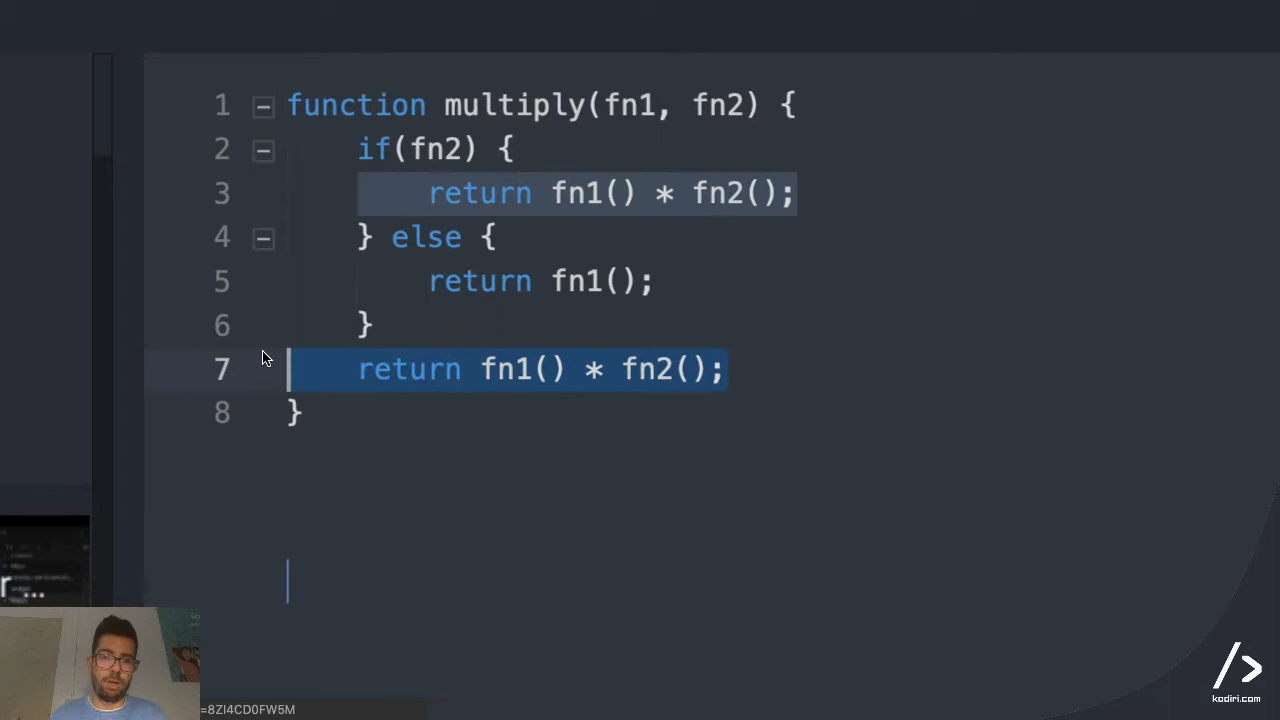 1 function multiply(fn1, fn2) {
2 if(fn2) {
3 return fn1() * fn2();
4 } else {
5 return fn1();
6 }
7 return fn1() * fn2();
8 }
r ...
=8ZI4CD0FW5M
kodiri.com